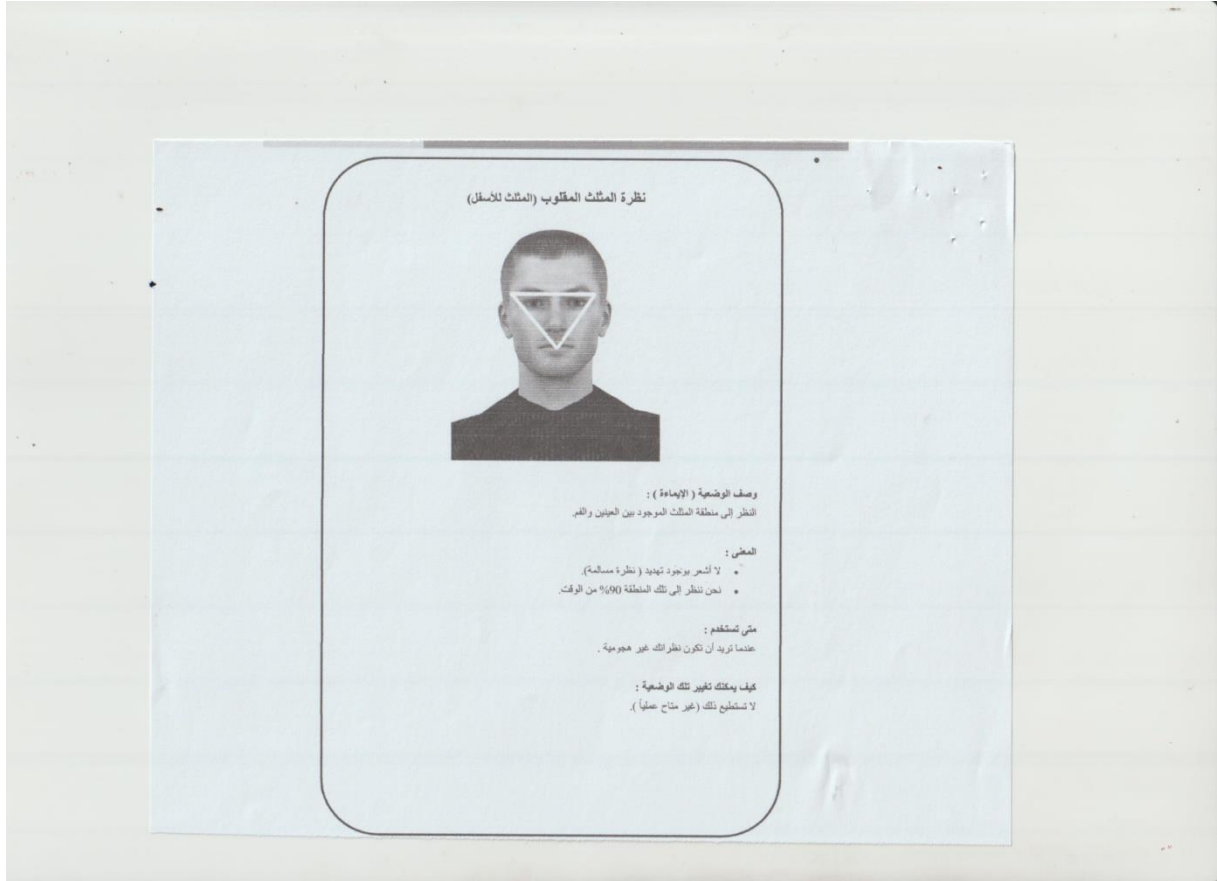 نظرة المثلث المقلوب (المثلث للأسفل)
وصف الوضعية ( الإيماءة ) :
النظر إلى منطقة المثلث الموجود بين العينين والفم.
المعنى :
• لا أشعر بوجود تهديد ( نظرة مسالمة).
• نحن ننظر إلى تلك المنطقة 90% من الوقت.
متى تستخدم :
عندما تريد أن تكون نظراتك غير هجومية .
كيف يمكنك تغيير تلك الوضعية :
لا تستطيع ذلك (غير متاح عملياً ).